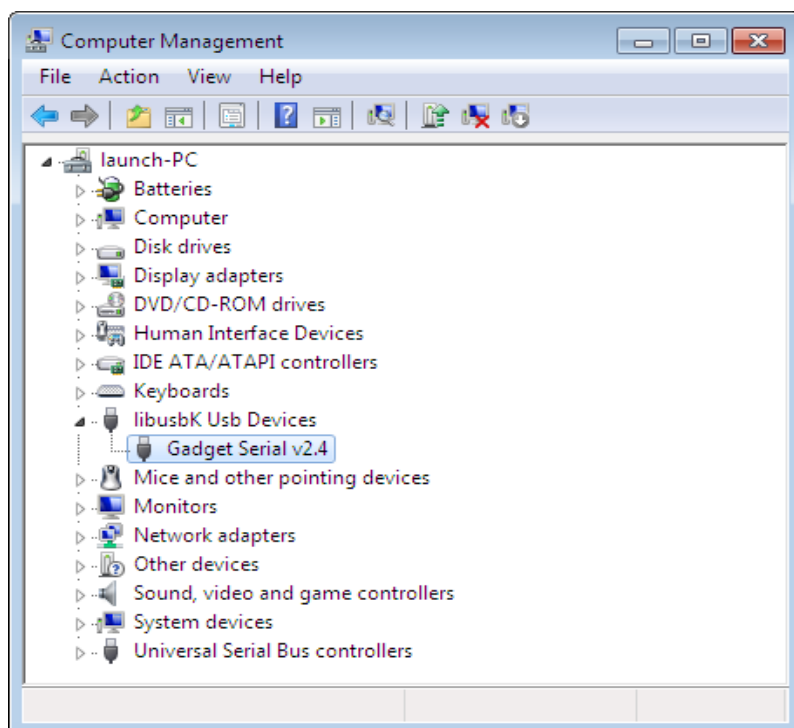 Computer Management
File Action View Help
launch-PC
Batteries
Computer
Disk drives
Display adapters
DVD/CD-ROM drives
Human Interface Devices
IDE ATA/ATAPI controllers
Keyboards
libusbK Usb Devices
Gadget Serial v2.4
Mice and other pointing devices
Monitors
Network adapters
Other devices
Sound, video and game controllers
System devices
Universal Serial Bus controllers